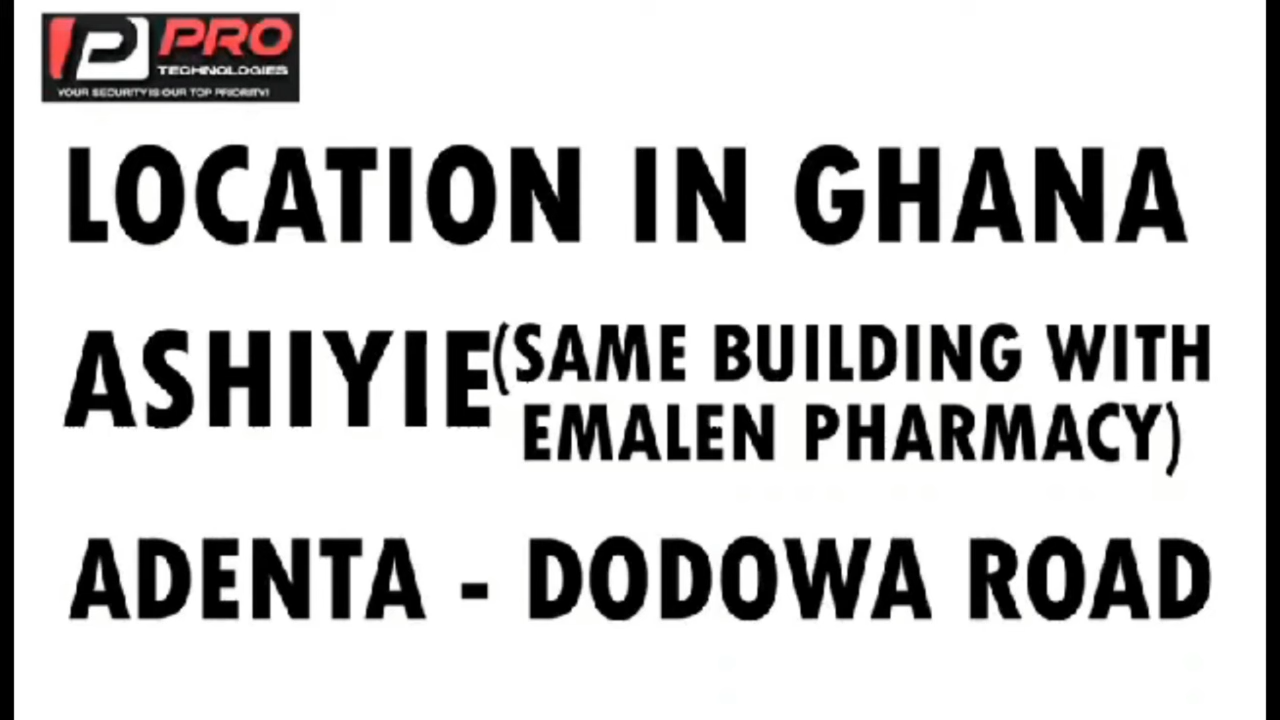 PRO
TECHNOLOGIES
YOUR SECURITY IS OUR TOP PRIORITY!
LOCATION IN GHANA
ASHIYIE (SAME BUILDING WITH
EMALEN PHARMACY)
ADENTA - DODOWA ROAD